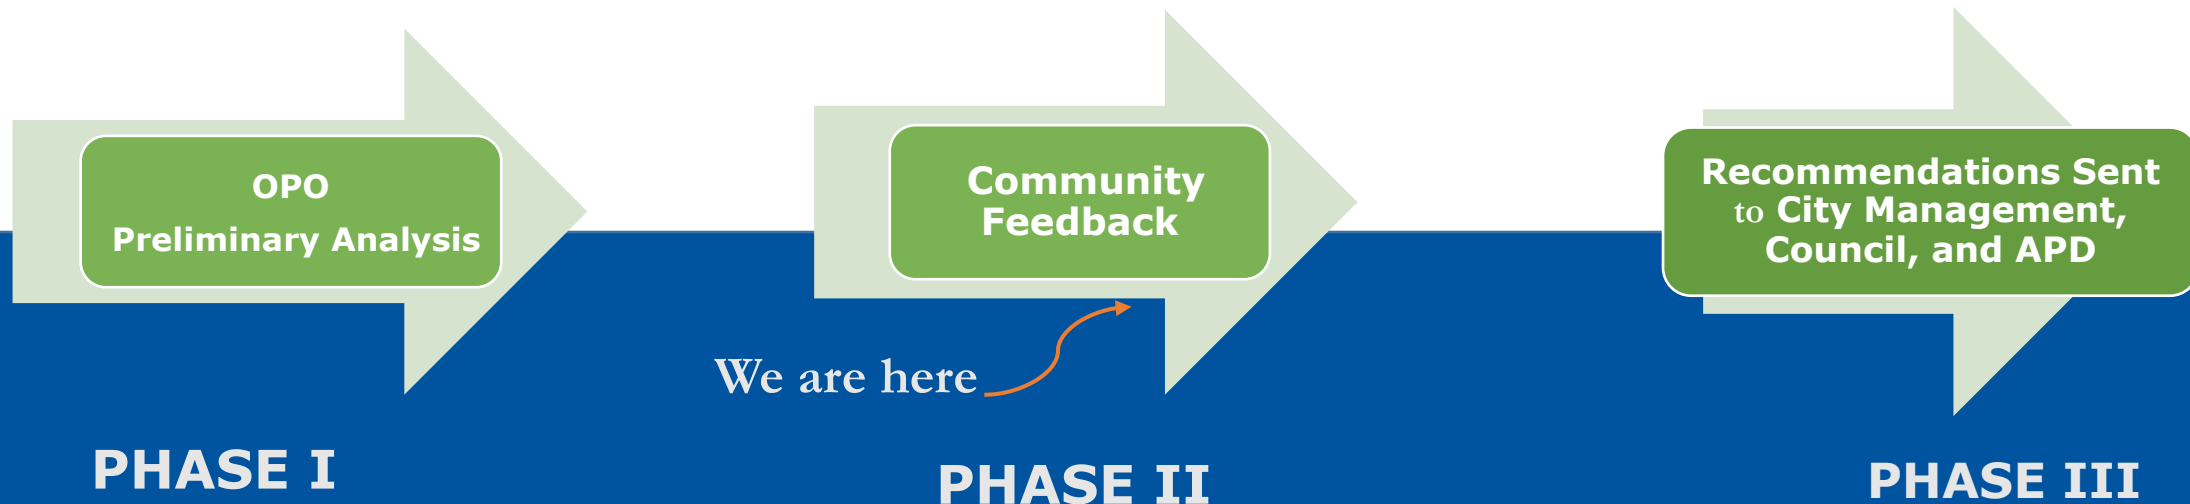 OPO
Preliminary Analysis
Community
Feedback
Recommendations Sent
to City Management,
Council, and APD
We are here
PHASE I
PHASE II
PHASE III